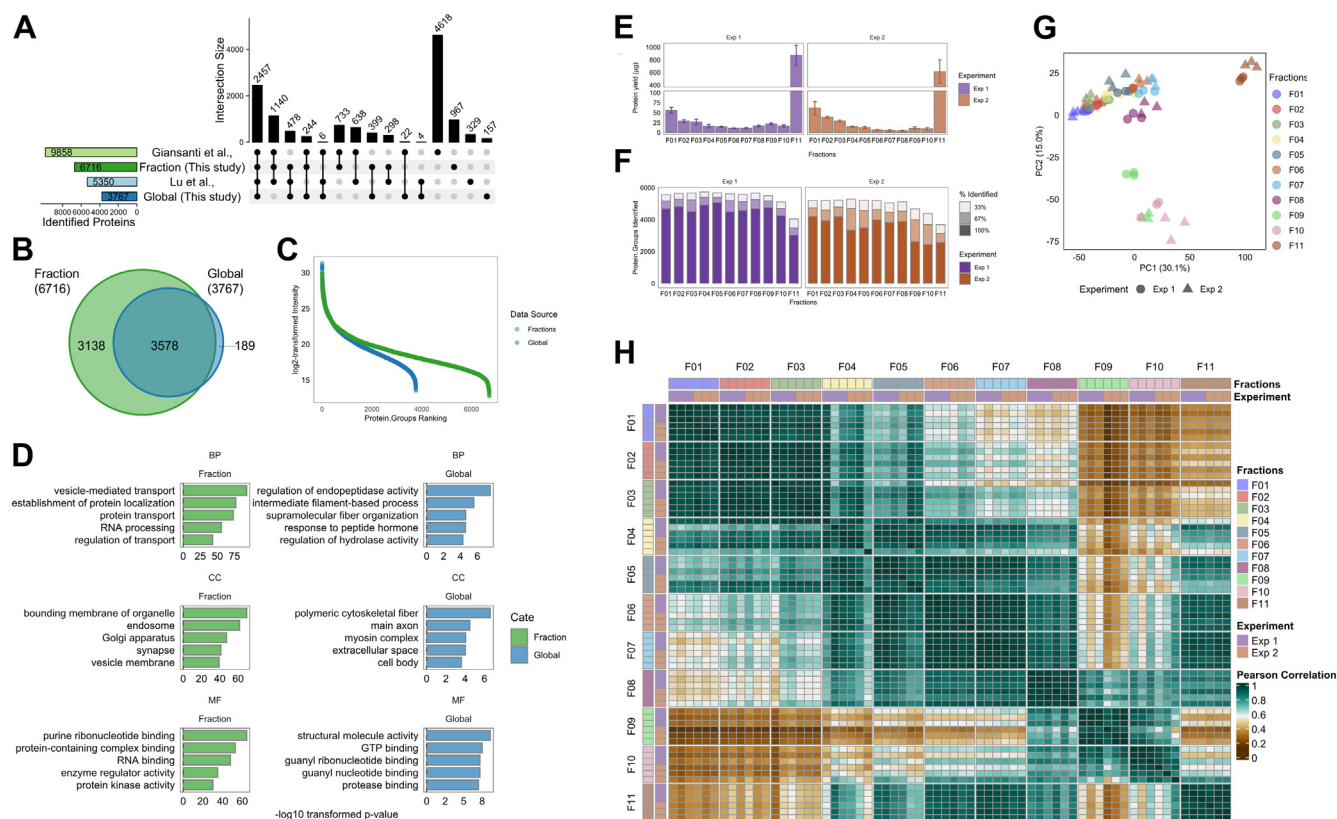 A
Intersection Size
4000
2000
0
2457
1140
478
244
6
733
638
399
298
22
4
4618
967
329
157
9858
6716
5350
3767
Giansanti et al.,
Fraction (This study)
Lu et al.,
Global (This study)
8000 6000 4000 2000 0
Identified Proteins
B
Fraction
(6716)
Global
(3767)
3138
3578
189
C
log2-transformed Intensity
30
25
20
15
0 2000 4000 6000
Protein.Groups Ranking
Data Source
Fractions
Global
D
BP
Fraction
vesicle-mediated transport
establishment of protein localization
protein transport
RNA processing
regulation of transport
0 25 50 75
BP
Global
regulation of endopeptidase activity
intermediate filament-based process
supramolecular fiber organization
response to peptide hormone
regulation of hydrolase activity
0 2 4 6
CC
Fraction
bounding membrane of organelle
endosome
Golgi apparatus
synapse
vesicle membrane
0 20 40 60
CC
Global
polymeric cytoskeletal fiber
main axon
myosin complex
extracellular space
cell body
0 2 4 6
Cate
Fraction
Global
MF
Fraction
purine ribonucleotide binding
protein-containing complex binding
RNA binding
enzyme regulator activity
protein kinase activity
0 20 40 60
MF
Global
structural molecule activity
GTP binding
guanyl ribonucleotide binding
guanyl nucleotide binding
protease binding
0 2 4 6 8
-log10 transformed p-value
E
Exp 1
Exp 2
Protein yield (µg)
1000
800
600
400
100
75
50
25
0
F01 F02 F03 F04 F05 F06 F07 F08 F09 F10 F11
F01 F02 F03 F04 F05 F06 F07 F08 F09 F10 F11
Fractions
Experiment
Exp 1
Exp 2
F
Exp 1
Exp 2
Protein.Groups Identified
6000
4000
2000
0
F01 F02 F03 F04 F05 F06 F07 F08 F09 F10 F11
F01 F02 F03 F04 F05 F06 F07 F08 F09 F10 F11
Fractions
% Identified
33%
67%
100%
Experiment
Exp 1
Exp 2
G
PC2 (15.0%)
25
0
-25
-50
-75
-50 0 50 100
PC1 (30.1%)
Experiment Exp 1 Exp 2
Fractions
F01
F02
F03
F04
F05
F06
F07
F08
F09
F10
F11
H
F01 F02 F03 F04 F05 F06 F07 F08 F09 F10 F11
Fractions
Experiment
F01
F02
F03
F04
F05
F06
F07
F08
F09
F10
F11
Fractions
F01
F02
F03
F04
F05
F06
F07
F08
F09
F10
F11
Experiment
Exp 1
Exp 2
Pearson Correlation
1
0.8
0.6
0.4
0.2
0